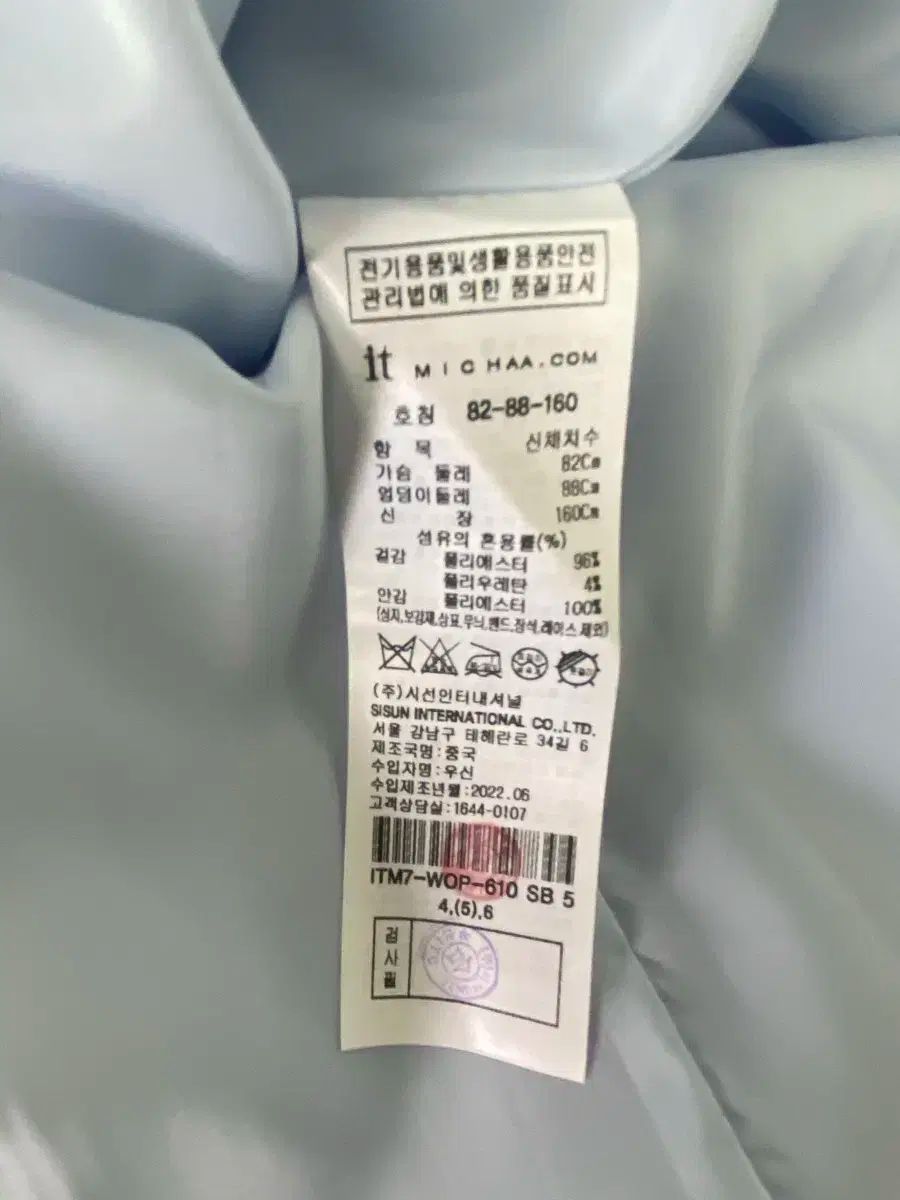 전기용품및생활용품안전
관리법에 의한 품질표시
it MICHAA.COM
호칭 82-88-160
항 목 신체치수
가슴 둘레 82Cm
엉덩이둘레 88Cm
신 장 160Cm
섬유의 혼용률(%)
겉감 폴리에스터 96%
폴리우레탄 4%
안감 폴리에스터 100%
(심지,보강재,상표,무늬,밴드,장식,레이스 제외)
(주)시선인터내셔널
SISUN INTERNATIONAL CO.,LTD.
서울 강남구 테헤란로 34길 6
제조국명:중국
수입자명:우신
수입제조년월:2022.06
고객상담실:1644-0107
ITM7-WOP-610 SB 5
4,(5),6
검사필